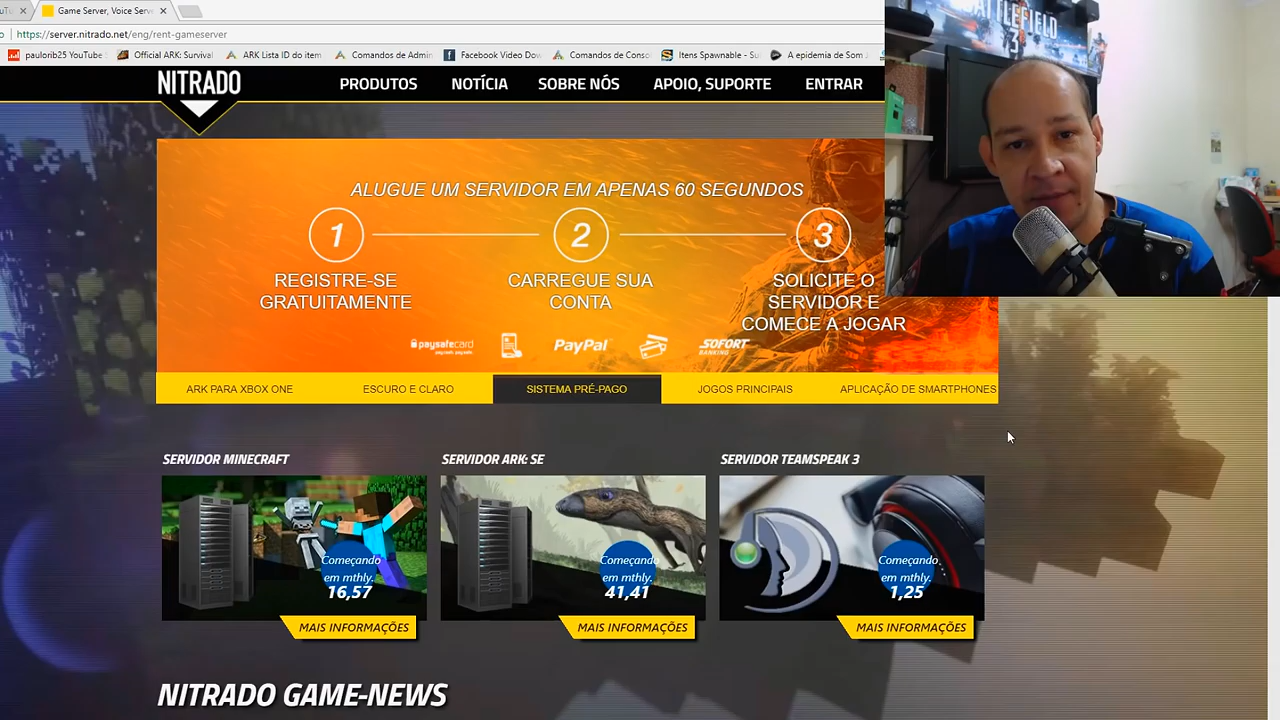 Game Server, Voice Serv
https://server.nitrado.net/eng/rent-gameserver
paulorib25 YouTube
Official ARK: Survival
ARK Lista ID do item
Comandos de Admin
Facebook Video Dow
Comandos de Consol
Itens Spawnable - Su
A epidemia de Som J
NITRADO
PRODUTOS
NOTÍCIA
SOBRE NÓS
APOIO, SUPORTE
ENTRAR
BATTLEFIELD
3
ALUGUE UM SERVIDOR EM APENAS 60 SEGUNDOS
1
2
3
REGISTRE-SE
GRATUITAMENTE
CARREGUE SUA
CONTA
SOLICITE O
SERVIDOR E
COMECE A JOGAR
paysafecard
PayPal
SOFORT
BANKING
ARK PARA XBOX ONE
ESCURO E CLARO
SISTEMA PRÉ-PAGO
JOGOS PRINCIPAIS
APLICAÇÃO DE SMARTPHONES
SERVIDOR MINECRAFT
Começando
em mthly.
16,57
MAIS INFORMAÇÕES
SERVIDOR ARK: SE
Começando
em mthly.
41,41
MAIS INFORMAÇÕES
SERVIDOR TEAMSPEAK 3
Começando
em mthly.
1,25
MAIS INFORMAÇÕES
NITRADO GAME-NEWS